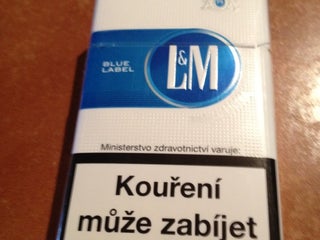 BLUE
LABEL
L&M
Ministerstvo zdravotnictví varuje:
Kouření
může zabíjet